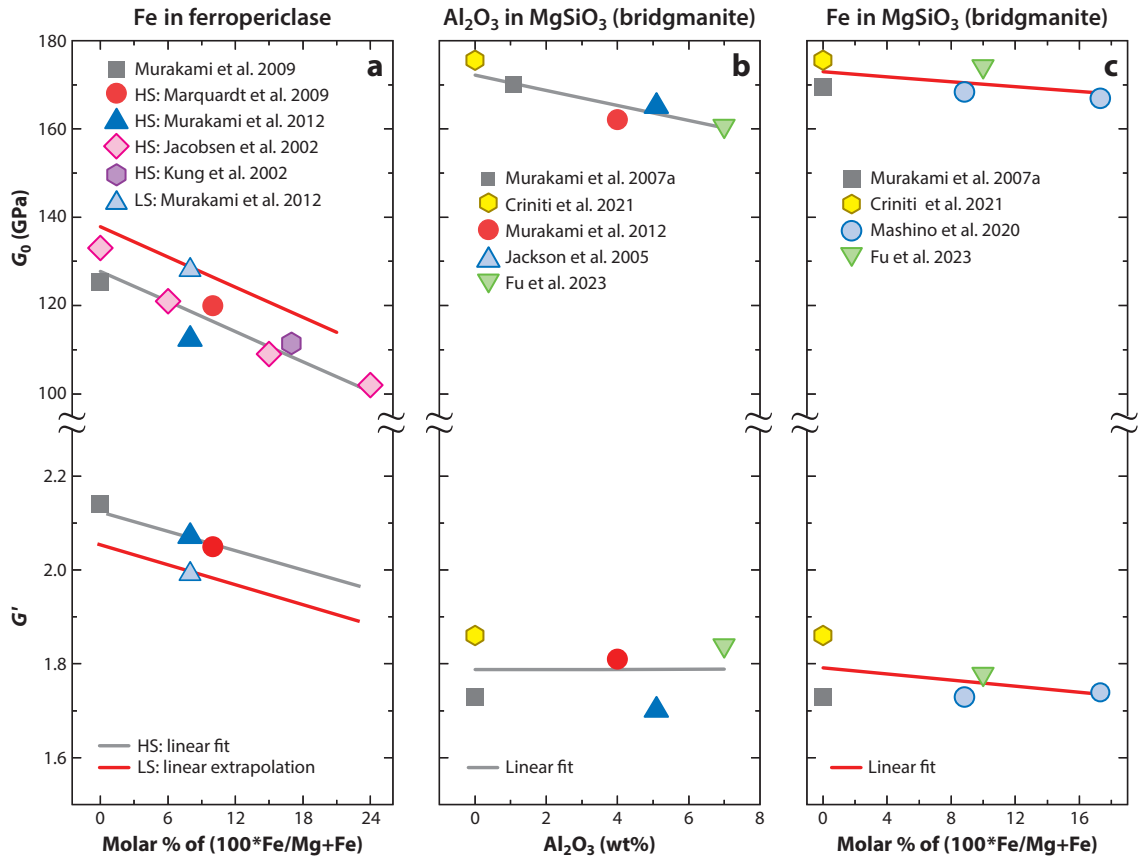 Fe in ferropericlase
Al₂O₃ in MgSiO₃ (bridgmanite)
Fe in MgSiO₃ (bridgmanite)
a
Murakami et al. 2009
HS: Marquardt et al. 2009
HS: Murakami et al. 2012
HS: Jacobsen et al. 2002
HS: Kung et al. 2002
LS: Murakami et al. 2012
G₀ (GPa)
180
160
140
120
100
G'
2.2
2.0
1.8
1.6
HS: linear fit
LS: linear extrapolation
0 6 12 18 24
Molar % of (100*Fe/Mg+Fe)
b
Murakami et al. 2007a
Criniti et al. 2021
Murakami et al. 2012
Jackson et al. 2005
Fu et al. 2023
Linear fit
0 2 4 6 8
Al₂O₃ (wt%)
c
Murakami et al. 2007a
Criniti et al. 2021
Mashino et al. 2020
Fu et al. 2023
Linear fit
0 4 8 12 16
Molar % of (100*Fe/Mg+Fe)